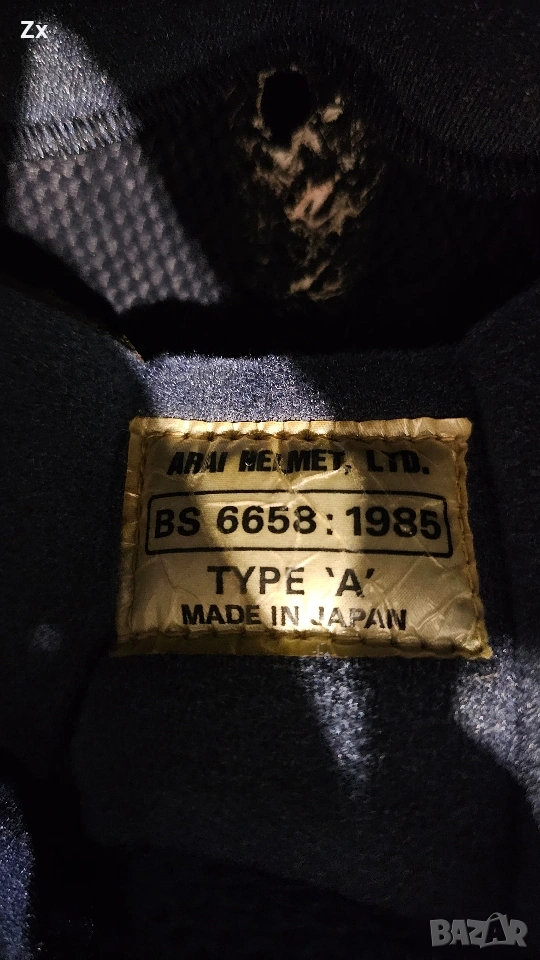 Zx
ARAI HELMET, LTD.
BS 6658:1985
TYPE 'A'
MADE IN JAPAN
BAZAR